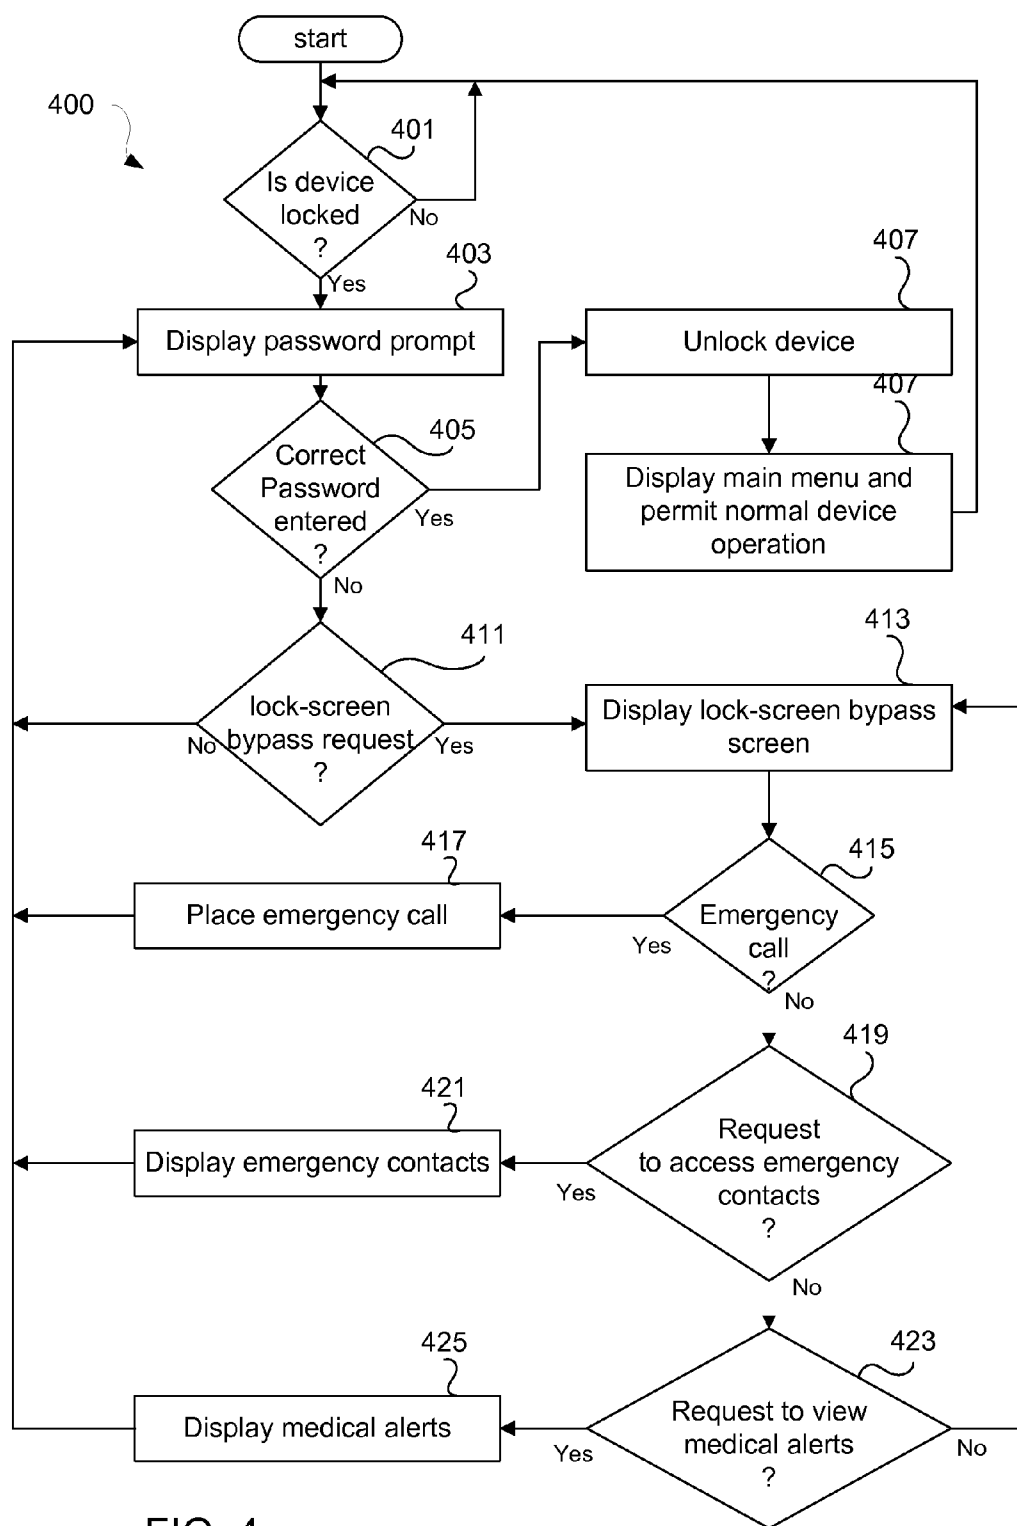 start
400
401
Is device
locked
?
No
Yes
403
Display password prompt
407
Unlock device
405
Correct
Password
entered
?
Yes
No
407
Display main menu and
permit normal device
operation
411
lock-screen
bypass request
?
No
Yes
413
Display lock-screen bypass
screen
415
Emergency
call
?
Yes
No
417
Place emergency call
419
Request
to access emergency
contacts
?
Yes
No
421
Display emergency contacts
423
Request to view
medical alerts
?
Yes
No
425
Display medical alerts